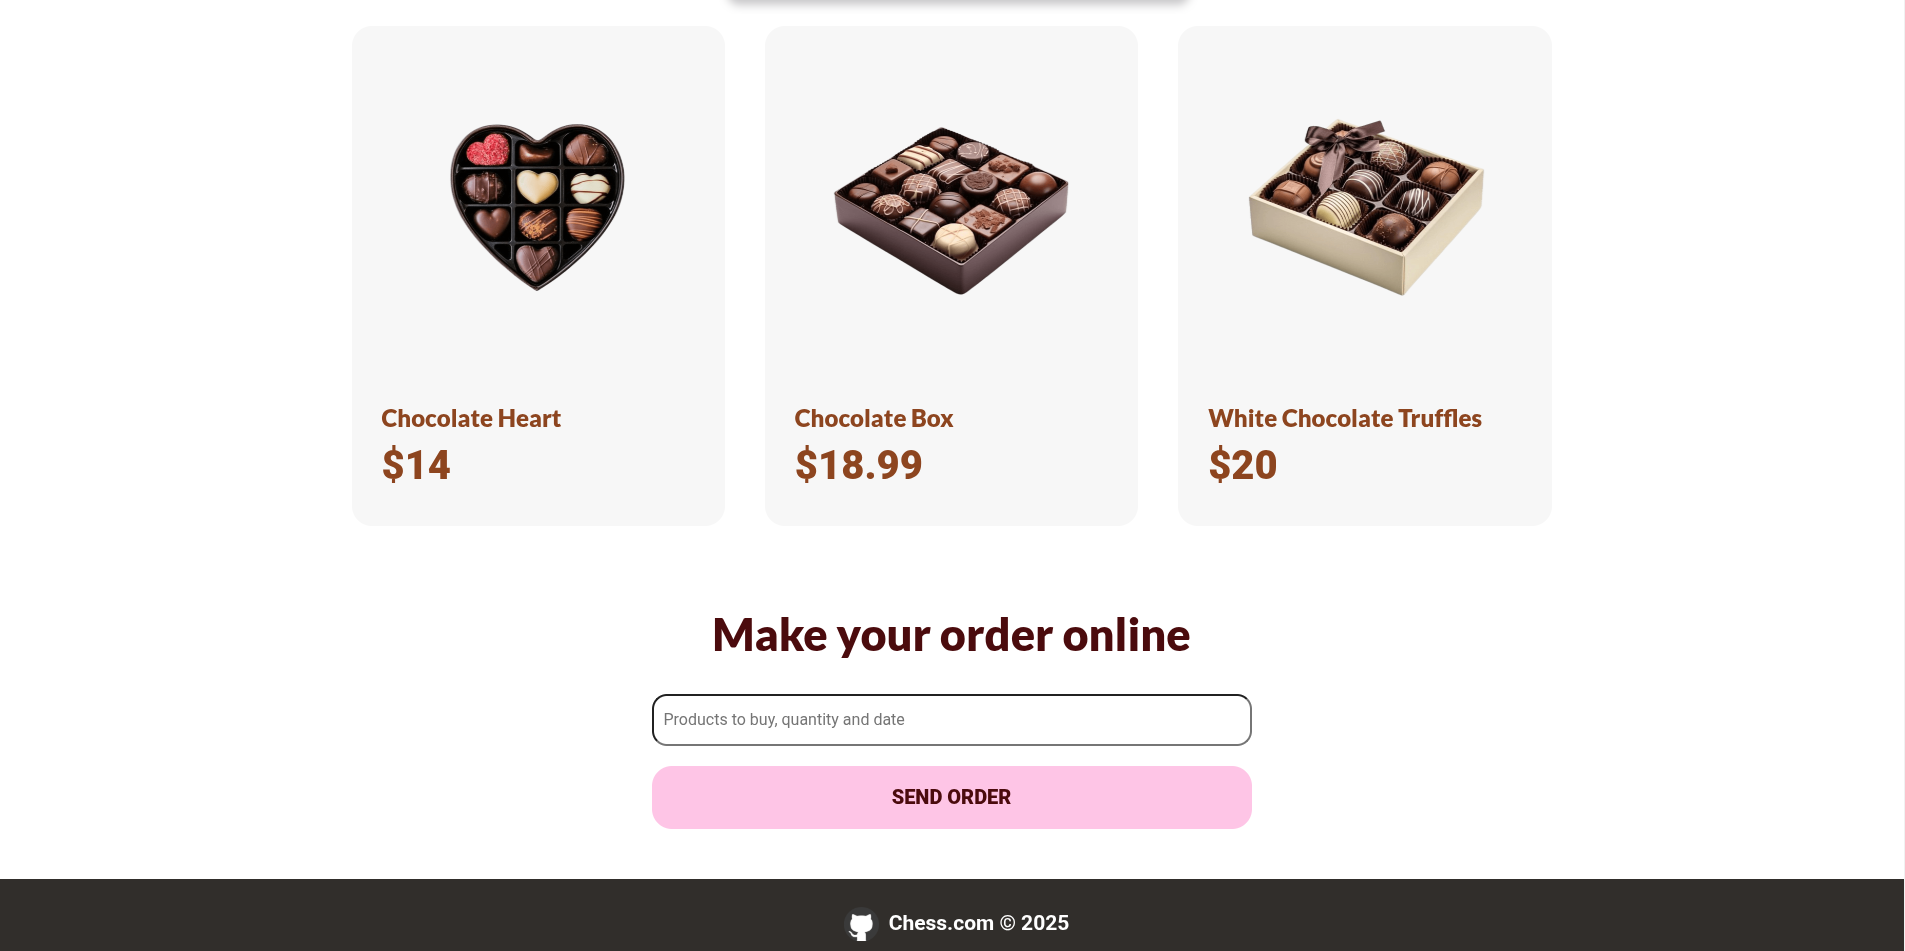 Chocolate Heart
$14
Chocolate Box
$18.99
White Chocolate Truffles
$20
Make your order online
Products to buy, quantity and date
SEND ORDER
Chess.com © 2025